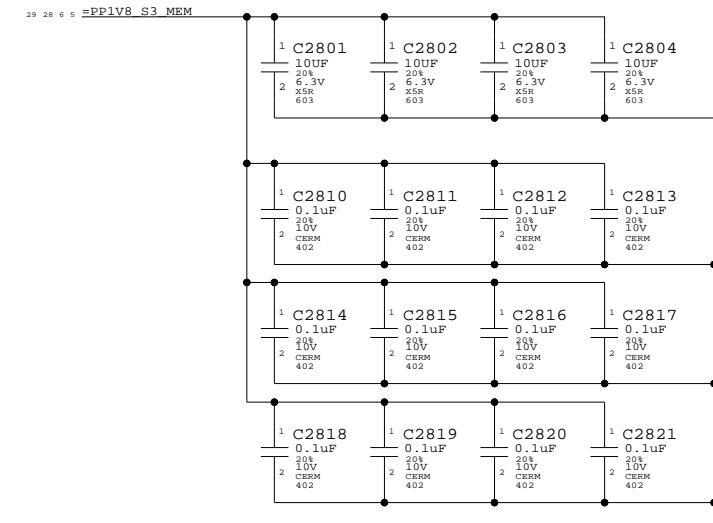 29 28 6 5 =PP1V8_S3_MEM
1 C2801
10UF
20%
6.3V
2 X5R
603
1 C2802
10UF
20%
6.3V
2 X5R
603
1 C2803
10UF
20%
6.3V
2 X5R
603
1 C2804
10UF
20%
6.3V
2 X5R
603
1 C2810
0.1uF
20%
10V
2 CERM
402
1 C2811
0.1uF
20%
10V
2 CERM
402
1 C2812
0.1uF
20%
10V
2 CERM
402
1 C2813
0.1uF
20%
10V
2 CERM
402
1 C2814
0.1uF
20%
10V
2 CERM
402
1 C2815
0.1uF
20%
10V
2 CERM
402
1 C2816
0.1uF
20%
10V
2 CERM
402
1 C2817
0.1uF
20%
10V
2 CERM
402
1 C2818
0.1uF
20%
10V
2 CERM
402
1 C2819
0.1uF
20%
10V
2 CERM
402
1 C2820
0.1uF
20%
10V
2 CERM
402
1 C2821
0.1uF
20%
10V
2 CERM
402